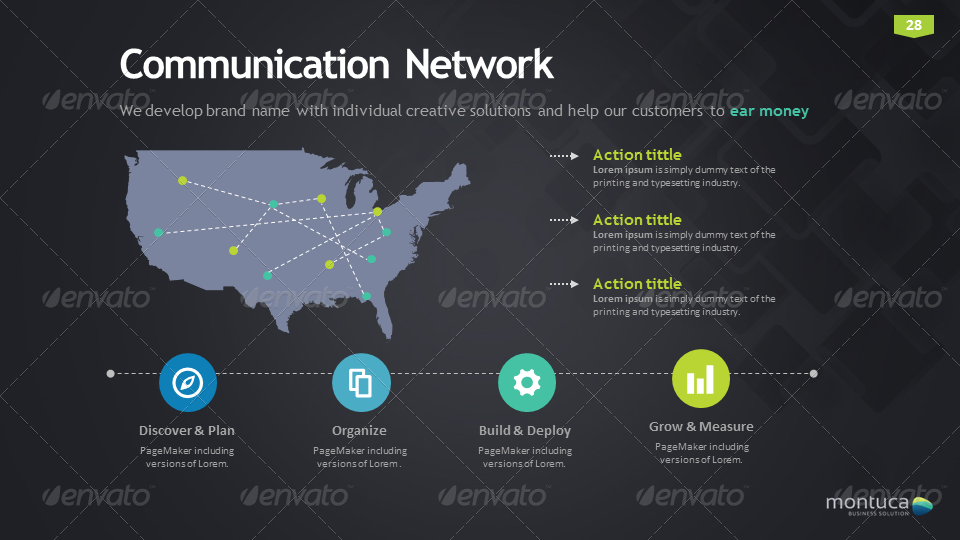 28
Communication Network
We develop brand name with individual creative solutions and help our customers to ear money
Action tittle
Lorem ipsum is simply dummy text of the
printing and typesetting industry.
Action tittle
Lorem ipsum is simply dummy text of the
printing and typesetting industry.
Action tittle
Lorem ipsum is simply dummy text of the
printing and typesetting industry.
Discover & Plan
PageMaker including
versions of Lorem.
Organize
PageMaker including
versions of Lorem.
Build & Deploy
PageMaker including
versions of Lorem.
Grow & Measure
PageMaker including
versions of Lorem.
montuca
BUSINESS SOLUTION
envato envato envato envato envato
envato envato envato envato envato
envato envato envato envato